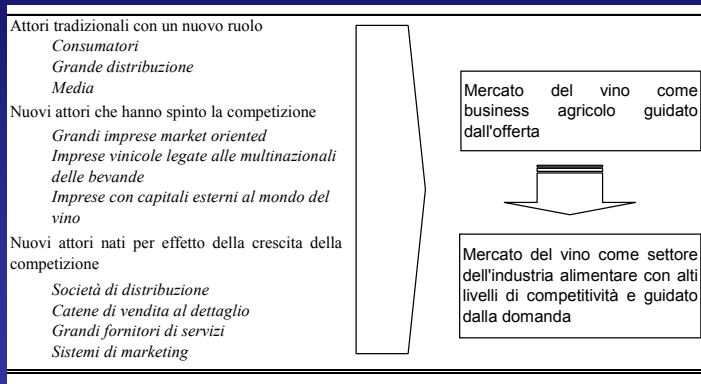 Attori tradizionali con un nuovo ruolo
Consumatori
Grande distribuzione
Media
Nuovi attori che hanno spinto la competizione
Grandi imprese market oriented
Imprese vinicole legate alle multinazionali
delle bevande
Imprese con capitali esterni al mondo del
vino
Nuovi attori nati per effetto della crescita della
competizione
Società di distribuzione
Catene di vendita al dettaglio
Grandi fornitori di servizi
Sistemi di marketing
Mercato del vino come
business agricolo guidato
dall'offerta
Mercato del vino come settore
dell'industria alimentare con alti
livelli di competitività e guidato
dalla domanda